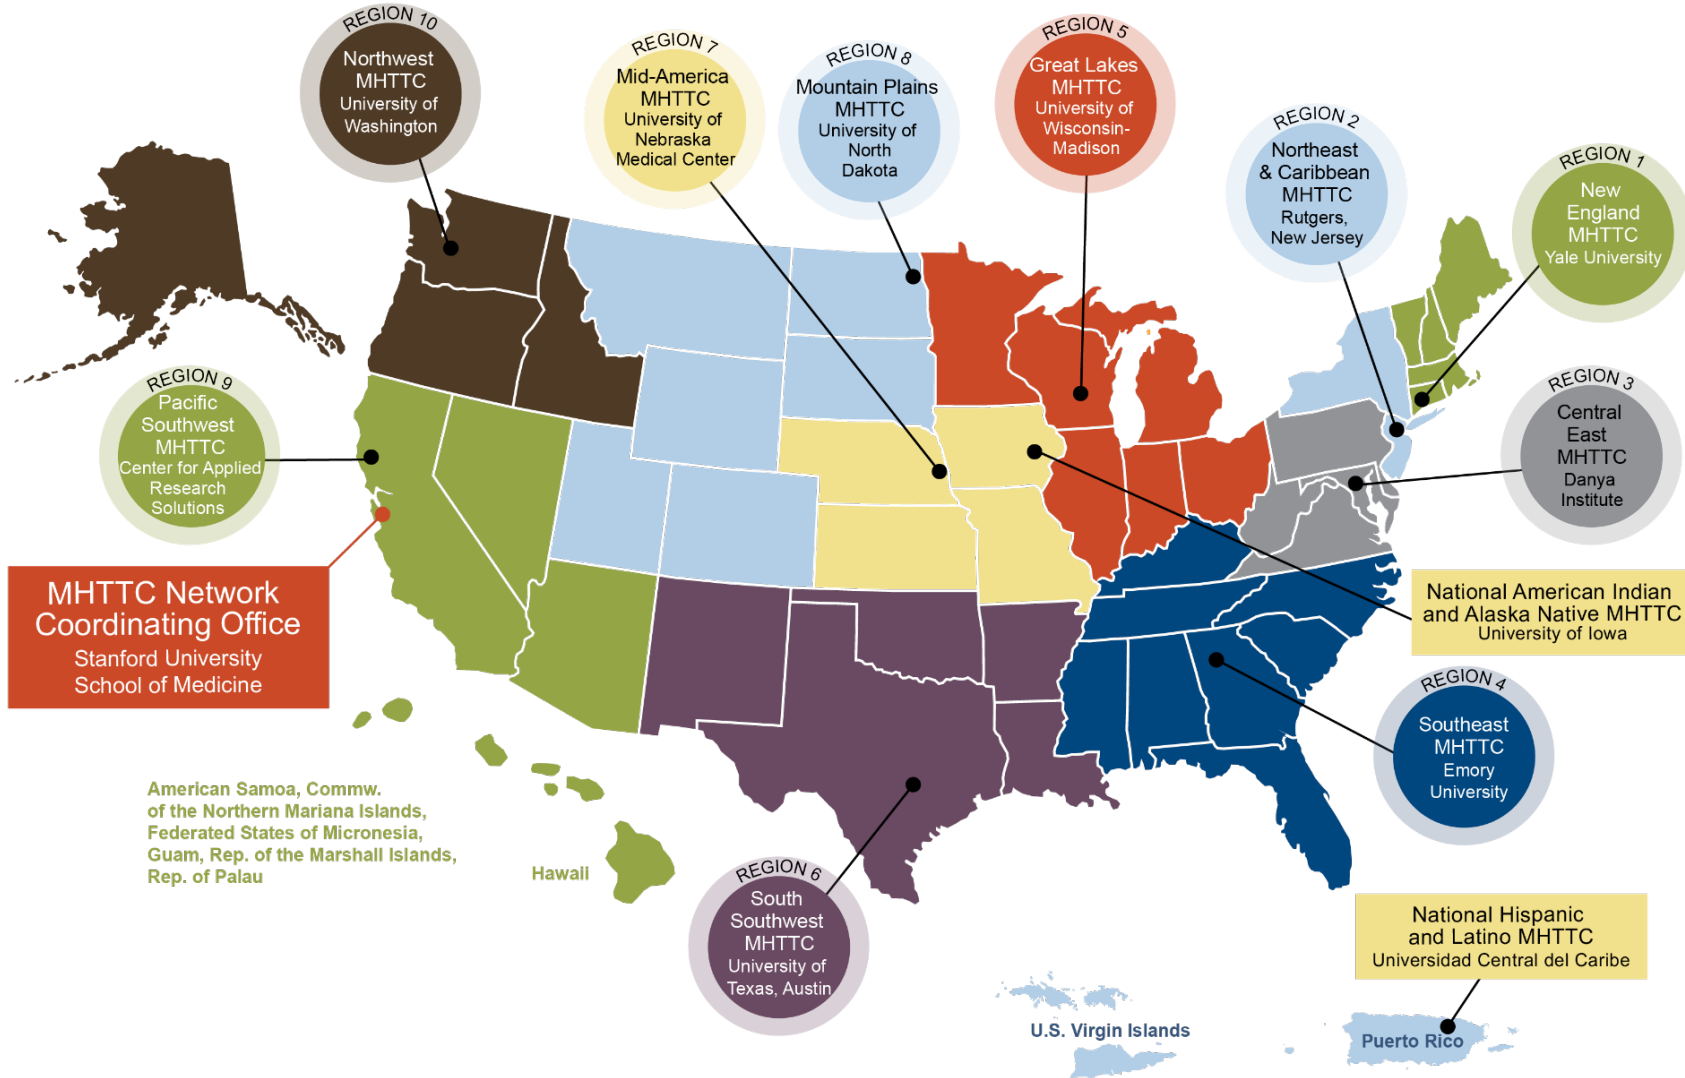 REGION 10
Northwest
MHTTC
University of
Washington
REGION 7
Mid-America
MHTTC
University of
Nebraska
Medical Center
REGION 8
Mountain Plains
MHTTC
University of
North
Dakota
REGION 5
Great Lakes
MHTTC
University of
Wisconsin-
Madison
REGION 2
Northeast
& Caribbean
MHTTC
Rutgers,
New Jersey
REGION 1
New
England
MHTTC
Yale University
REGION 9
Pacific
Southwest
MHTTC
Center for Applied
Research
Solutions
REGION 3
Central
East
MHTTC
Danya
Institute
MHTTC Network
Coordinating Office
Stanford University
School of Medicine
National American Indian
and Alaska Native MHTTC
University of Iowa
REGION 4
Southeast
MHTTC
Emory
University
American Samoa, Commw.
of the Northern Mariana Islands,
Federated States of Micronesia,
Guam, Rep. of the Marshall Islands,
Rep. of Palau
Hawaii
REGION 6
South
Southwest
MHTTC
University of
Texas, Austin
National Hispanic
and Latino MHTTC
Universidad Central del Caribe
U.S. Virgin Islands
Puerto Rico